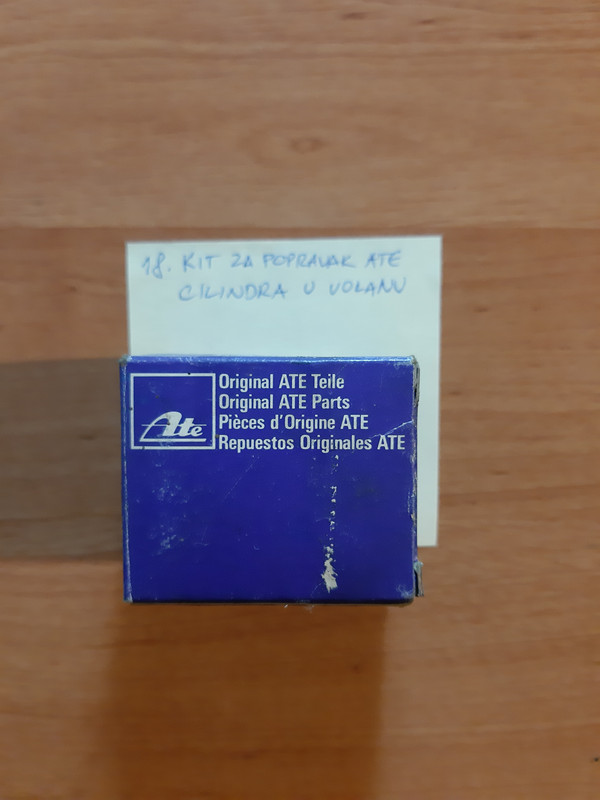 18. KIT ZA POPRAVAK ATE
CILINDRA U VOLANU
Ate
Original ATE Teile
Original ATE Parts
Pièces d'Origine ATE
Repuestos Originales ATE